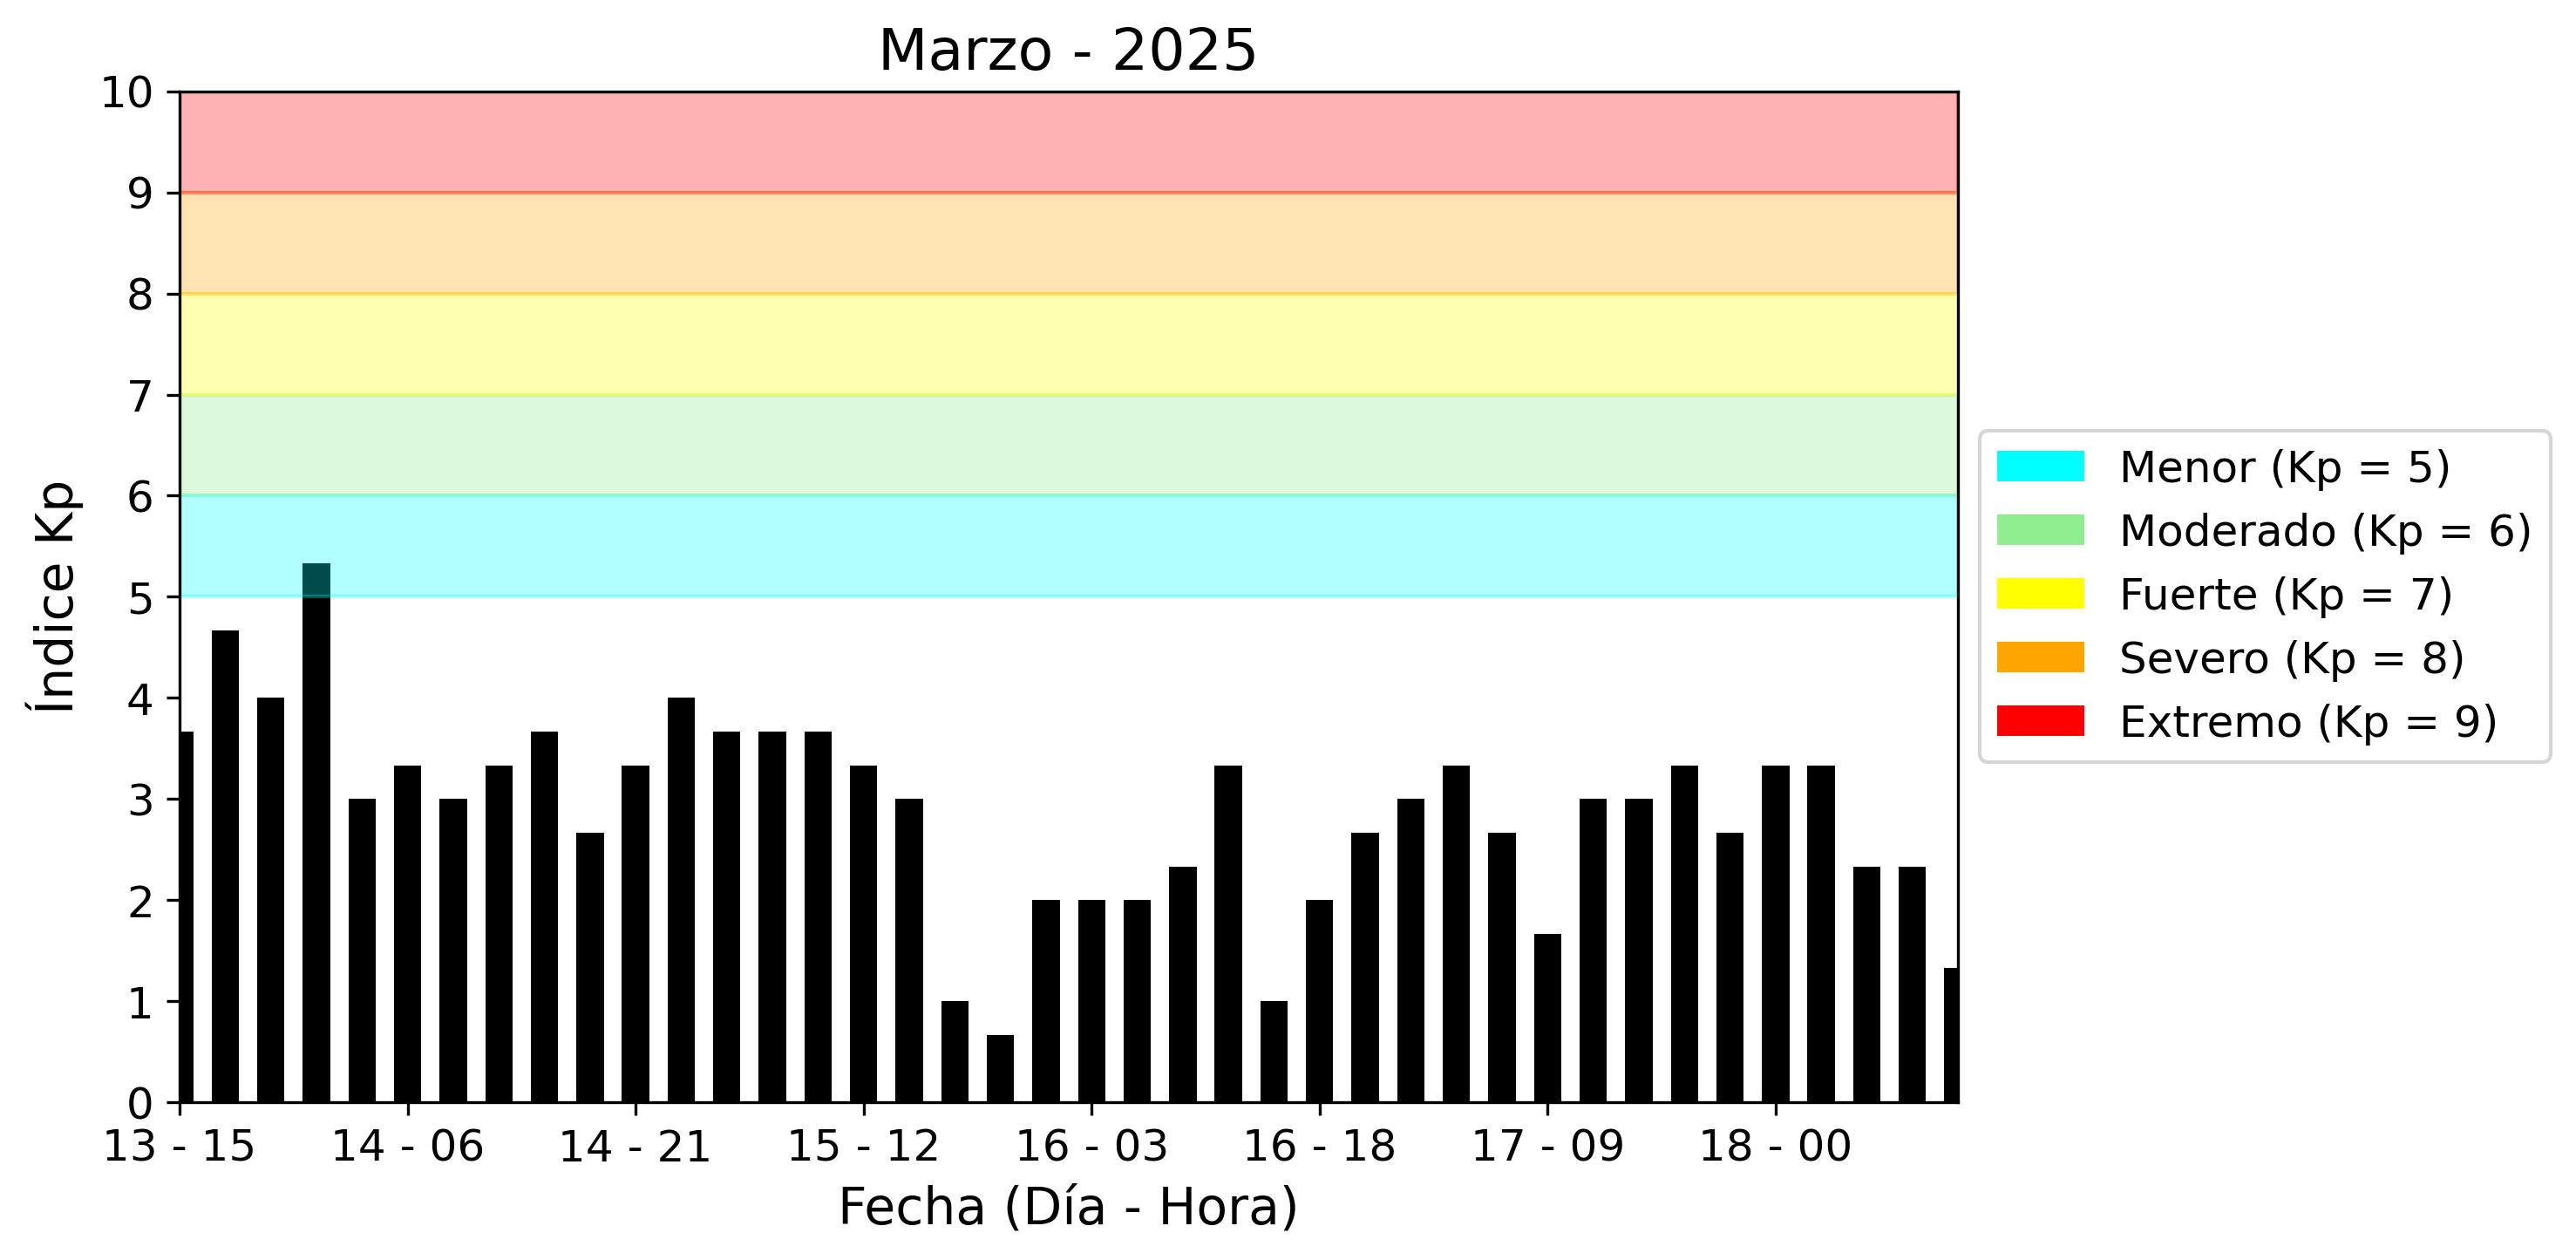 Marzo - 2025
10
9
8
7
6
5
4
3
2
1
0
Índice Kp
13 - 15
14 - 06
14 - 21
15 - 12
16 - 03
16 - 18
17 - 09
18 - 00
Fecha (Día - Hora)
Menor (Kp = 5)
Moderado (Kp = 6)
Fuerte (Kp = 7)
Severo (Kp = 8)
Extremo (Kp = 9)